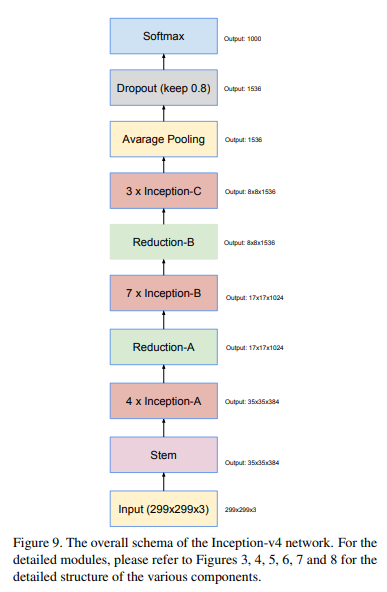 Softmax
Output: 1000
Dropout (keep 0.8)
Output: 1536
Avarage Pooling
Output: 1536
3 x Inception-C
Output: 8x8x1536
Reduction-B
Output: 8x8x1536
7 x Inception-B
Output: 17x17x1024
Reduction-A
Output: 17x17x1024
4 x Inception-A
Output: 35x35x384
Stem
Output: 35x35x384
Input (299x299x3)
299x299x3
Figure 9. The overall schema of the Inception-v4 network. For the
detailed modules, please refer to Figures 3, 4, 5, 6, 7 and 8 for the
detailed structure of the various components.